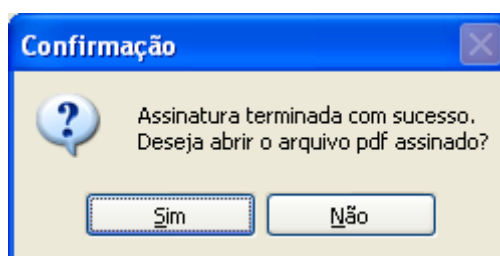 Confirmação
Assinatura terminada com sucesso.
Deseja abrir o arquivo pdf assinado?
Sim
Não